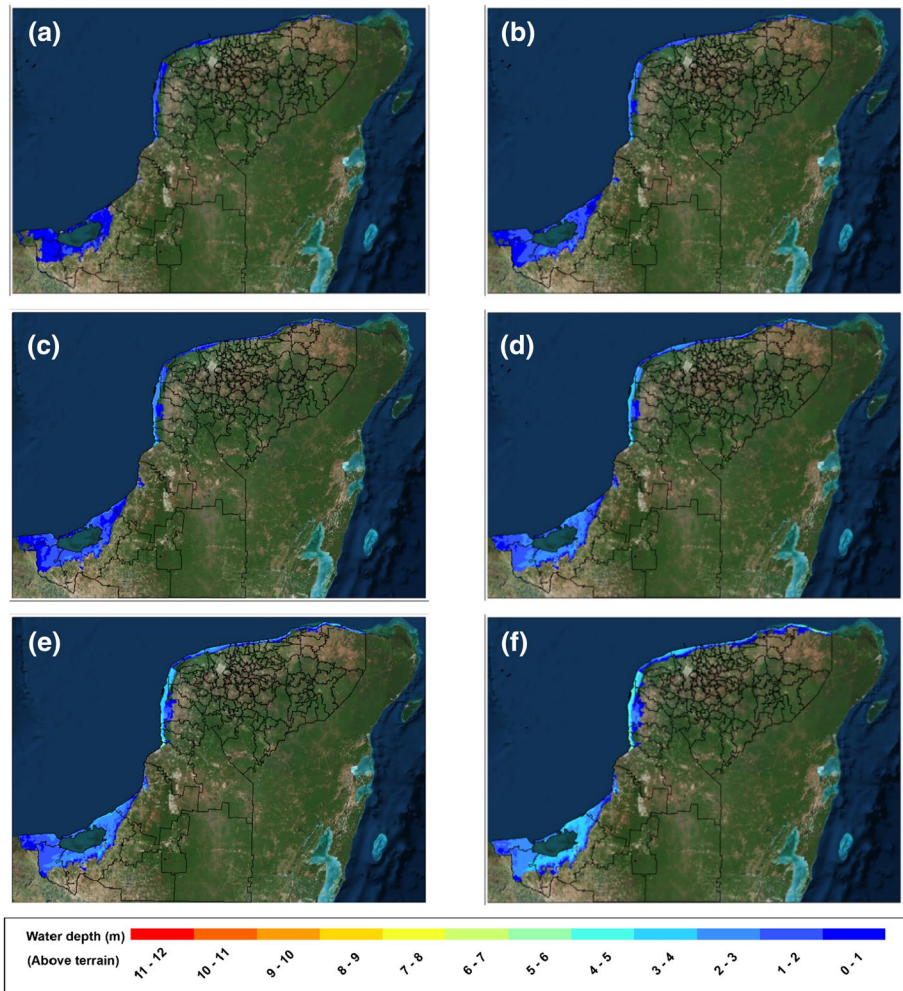 (a)
(b)
(c)
(d)
(e)
(f)
Water depth (m)
(Above terrain)
11 - 12
10 - 11
9 - 10
8 - 9
7 - 8
6 - 7
5 - 6
4 - 5
3 - 4
2 - 3
1 - 2
0 - 1